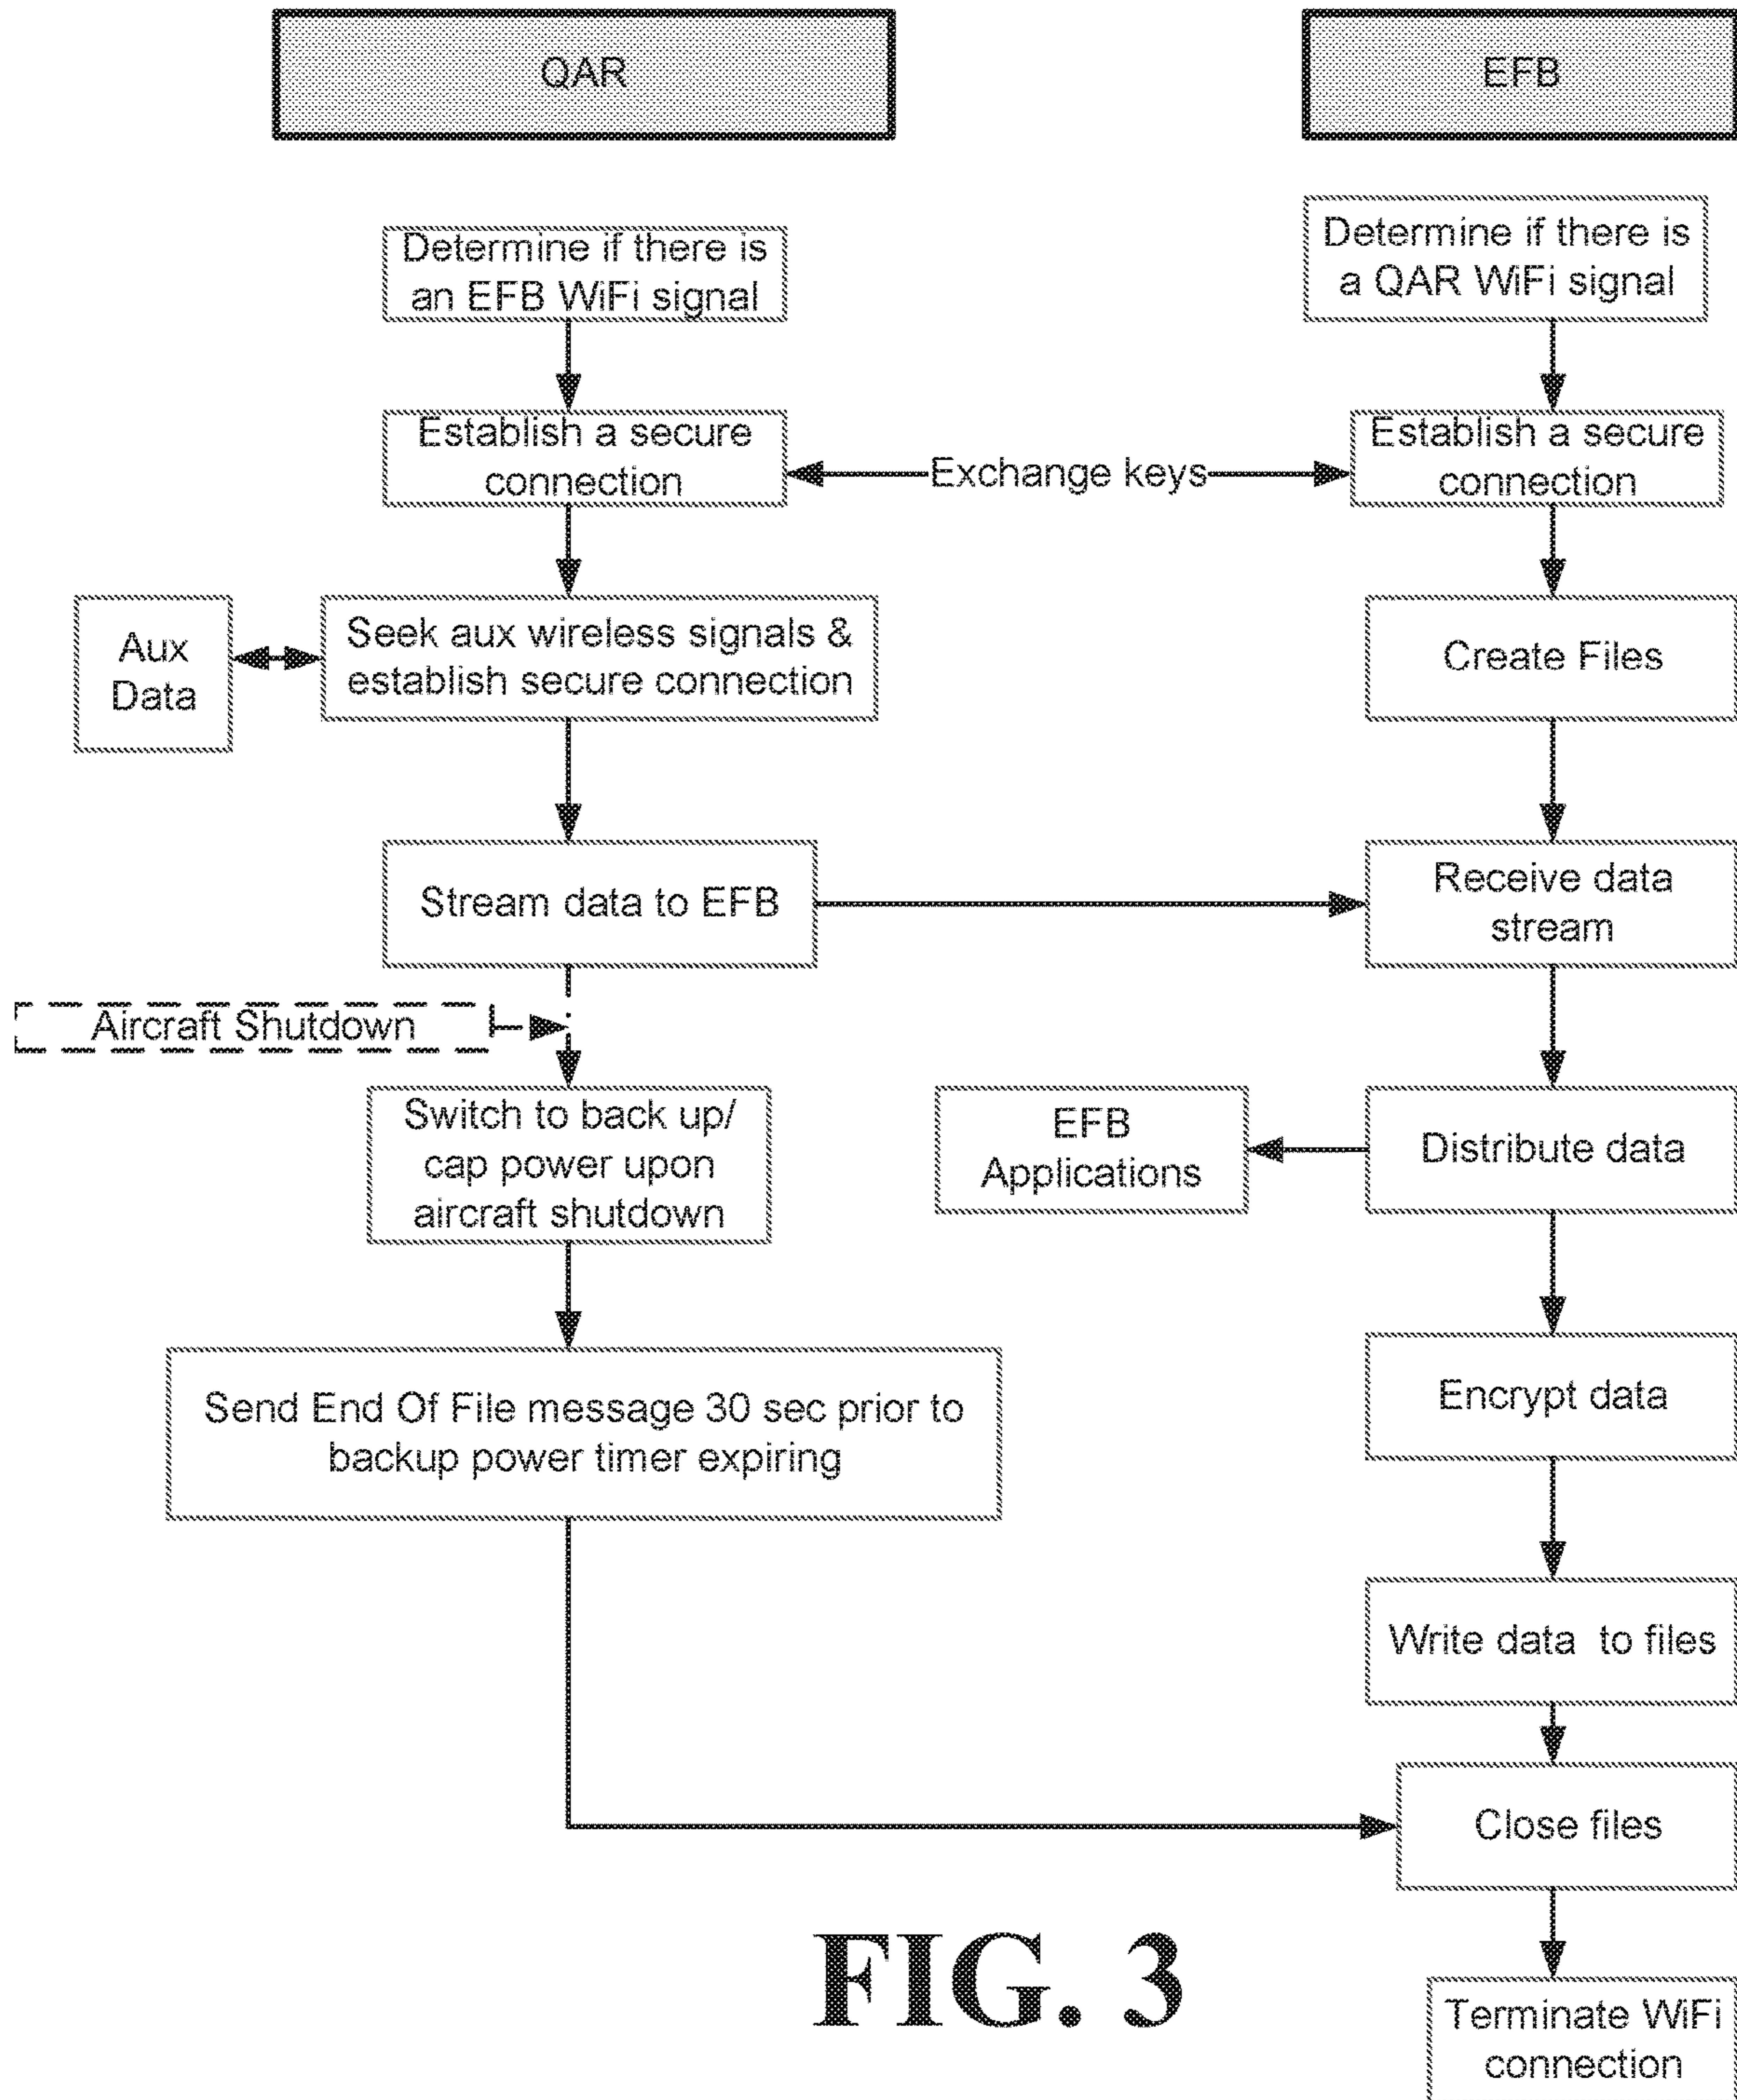 QAR
EFB
Determine if there is
an EFB WiFi signal
Determine if there is
a QAR WiFi signal
Establish a secure
connection
Exchange keys
Establish a secure
connection
Aux
Data
Seek aux wireless signals &
establish secure connection
Create Files
Stream data to EFB
Receive data
stream
Aircraft Shutdown
Switch to back up/
cap power upon
aircraft shutdown
EFB
Applications
Distribute data
Send End Of File message 30 sec prior to
backup power timer expiring
Encrypt data
Write data to files
Close files
FIG. 3
Terminate WiFi
connection